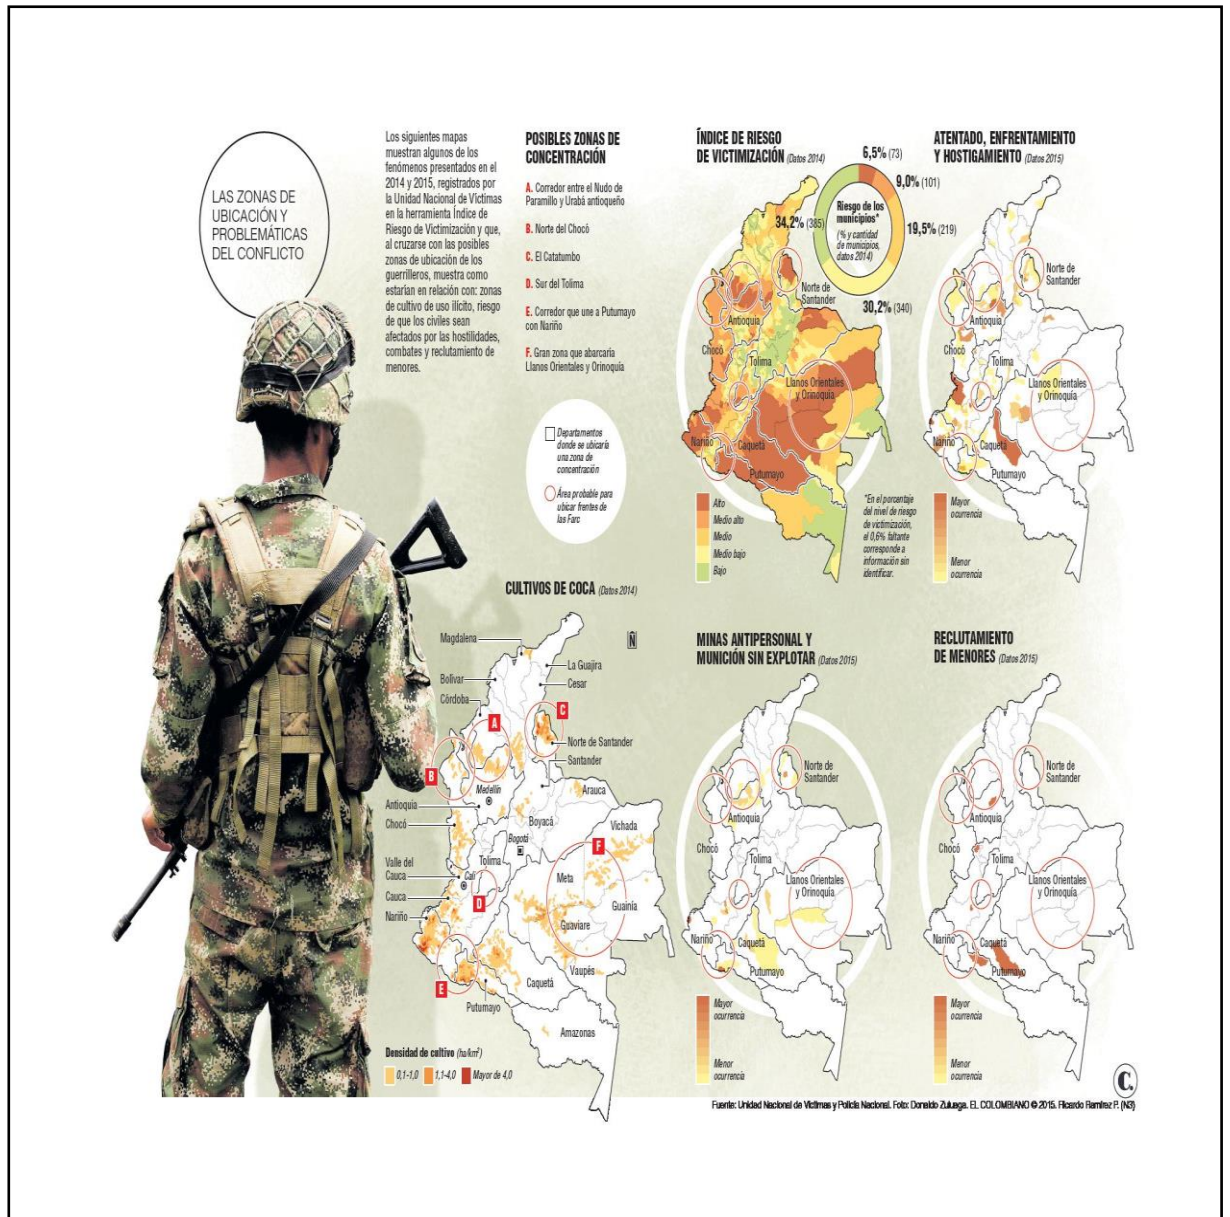 LAS ZONAS DE
UBICACIÓN Y
PROBLEMÁTICAS
DEL CONFLICTO
Los siguientes mapas
muestran algunos de los
fenómenos presentados en el
2014 y 2015, registrados por
la Unidad Nacional de Víctimas
en la herramienta Índice de
Riesgo de Victimización y que,
al cruzarse con las posibles
zonas de ubicación de los
guerrilleros, muestra como
estarían en relación con: zonas
de cultivo de uso ilícito, riesgo
de que los civiles sean
afectados por las hostilidades,
combates y reclutamiento de
menores.
POSIBLES ZONAS DE
CONCENTRACIÓN
A. Corredor entre el Nudo de
Paramillo y Urabá antioqueño
B. Norte del Chocó
C. El Catatumbo
D. Sur del Tolima
E. Corredor que une a Putumayo
con Nariño
F. Gran zona que abarcaría
Llanos Orientales y Orinoquía
Departamentos
donde se ubicaría
una zona de
concentración
Área probable para
ubicar frentes de
las Farc
ÍNDICE DE RIESGO
DE VICTIMIZACIÓN (Datos 2014)
6,5% (73)
9,0% (101)
19,5% (219)
30,2% (340)
34,2% (385)
Riesgo de los
municipios*
(% y cantidad
de municipios,
datos 2014)
Norte de
Santander
Antioquia
Chocó
Tolima
Llanos Orientales
y Orinoquía
Nariño
Caquetá
Putumayo
Alto
Medio alto
Medio
Medio bajo
Bajo
*En el porcentaje
del nivel de riesgo
de victimización,
el 0,6% faltante
corresponde a
información sin
identificar.
ATENTADO, ENFRENTAMIENTO
Y HOSTIGAMIENTO (Datos 2015)
Norte de
Santander
Antioquia
Chocó
Tolima
Llanos Orientales
y Orinoquía
Nariño
Caquetá
Putumayo
Mayor
ocurrencia
Menor
ocurrencia
CULTIVOS DE COCA (Datos 2014)
Ñ
Magdalena
La Guajira
Bolívar
Cesar
Córdoba
A
C
Norte de Santander
Santander
B
Medellín
Arauca
Antioquia
Boyacá
Chocó
Vichada
Bogotá
F
Valle del
Cauca
Tolima
Cali
Meta
Cauca
D
Guainía
Nariño
Guaviare
Vaupés
E
Caquetá
Putumayo
Amazonas
Densidad de cultivo (ha/km²)
0,1-1,0
1,1-4,0
Mayor de 4,0
MINAS ANTIPERSONAL Y
MUNICIÓN SIN EXPLOTAR (Datos 2015)
Norte de
Santander
Antioquia
Chocó
Tolima
Llanos Orientales
y Orinoquía
Nariño
Caquetá
Putumayo
Mayor
ocurrencia
Menor
ocurrencia
RECLUTAMIENTO
DE MENORES (Datos 2015)
Norte de
Santander
Antioquia
Chocó
Tolima
Llanos Orientales
y Orinoquía
Nariño
Caquetá
Putumayo
Mayor
ocurrencia
Menor
ocurrencia
C.
Fuente: Unidad Nacional de Víctimas y Policía Nacional. Foto: Donaldo Zuluaga. EL COLOMBIANO © 2015. Ricardo Ramírez P. (N3)